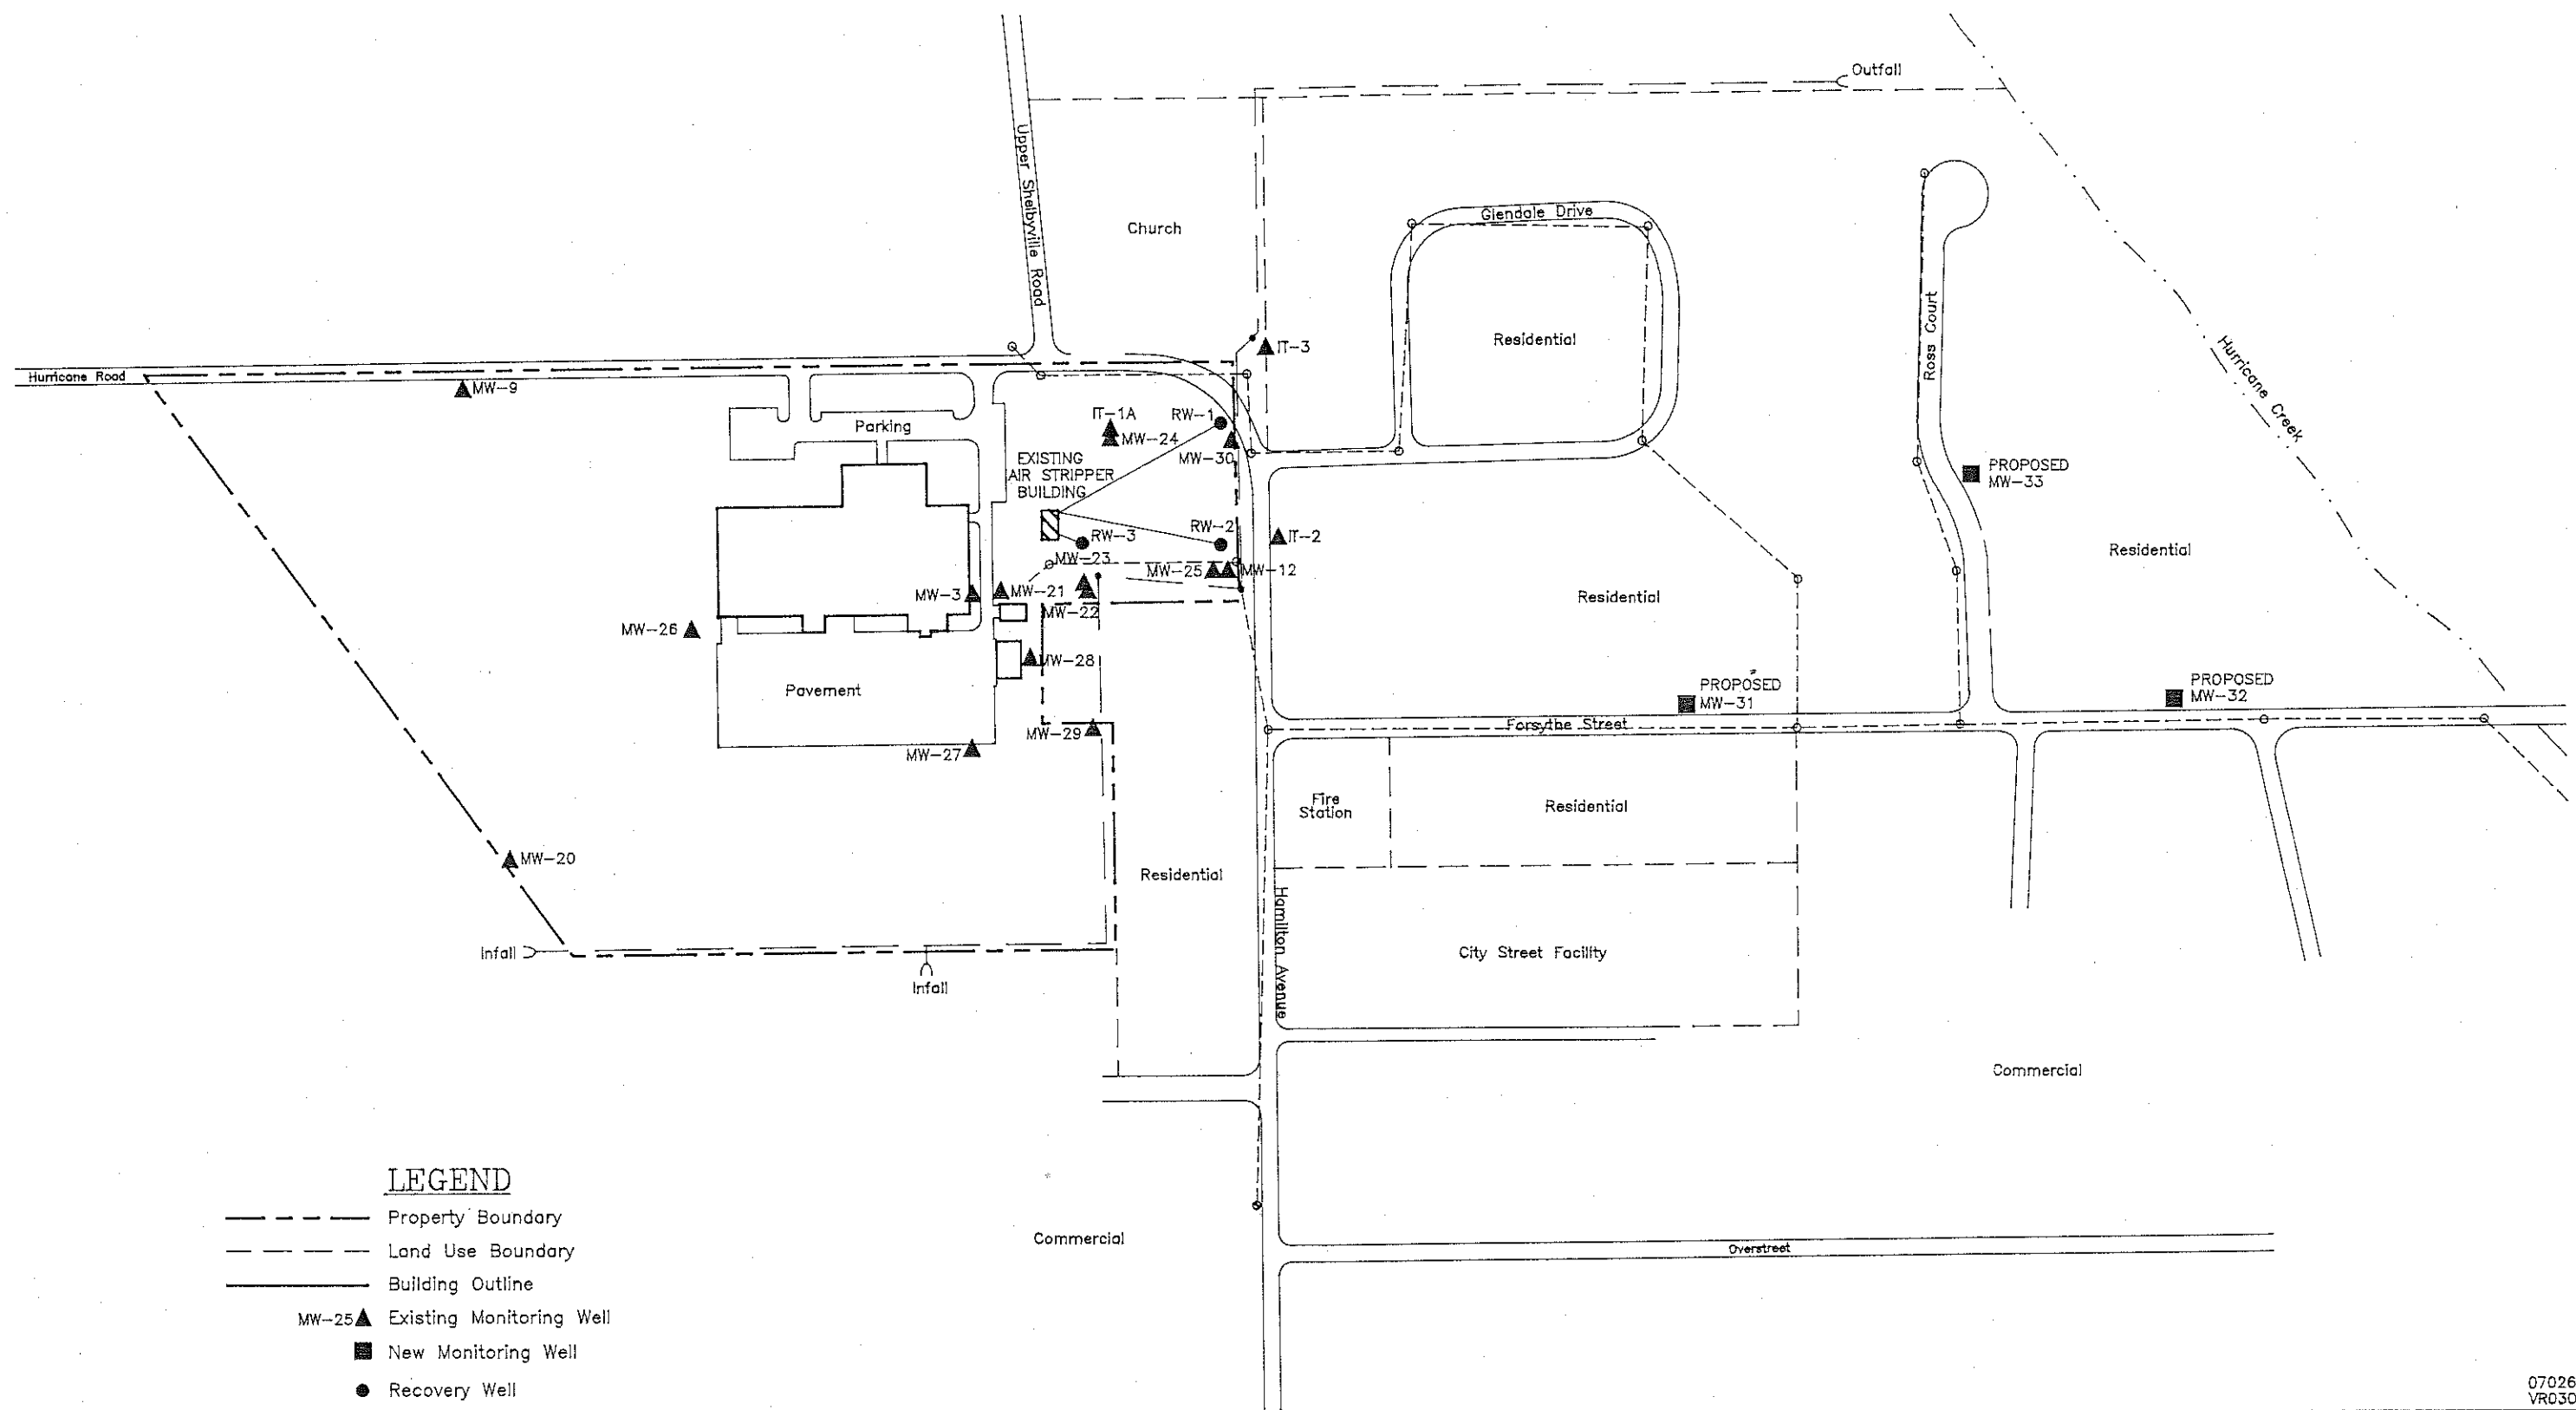 Outfall
Upper Shelbyville Road
Church
Glendale Drive
Residential
Ross Court
Hurricane Creek
Hurricane Road
MW-9
IT-3
Parking
IT-1A
MW-24
RW-1
MW-30
EXISTING
AIR STRIPPER
BUILDING
PROPOSED
MW-33
RW-2
IT-2
RW-3
MW-23
MW-25
MW-12
Residential
Residential
MW-3
MW-21
MW-22
MW-26
MW-28
Pavement
PROPOSED
MW-31
PROPOSED
MW-32
Forsythe Street
MW-29
MW-27
Fire
Station
Residential
MW-20
Residential
Hamilton Avenue
Infall
Infall
City Street Facility
Commercial
Commercial
Overstreet
LEGEND
Property Boundary
Land Use Boundary
Building Outline
MW-25 Existing Monitoring Well
New Monitoring Well
Recovery Well
07026
VR030